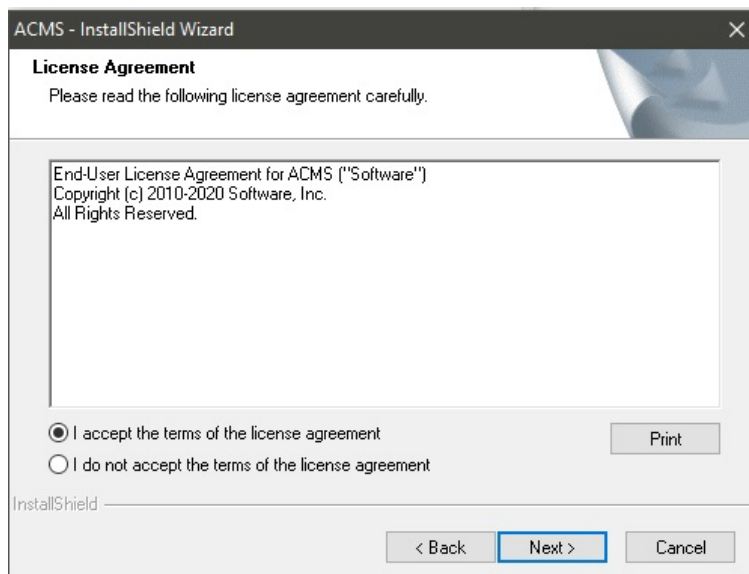 ACMS - InstallShield Wizard
License Agreement
Please read the following license agreement carefully.
End-User License Agreement for ACMS ("Software")
Copyright (c) 2010-2020 Software, Inc.
All Rights Reserved.
I accept the terms of the license agreement
Print
I do not accept the terms of the license agreement
InstallShield
< Back
Next >
Cancel